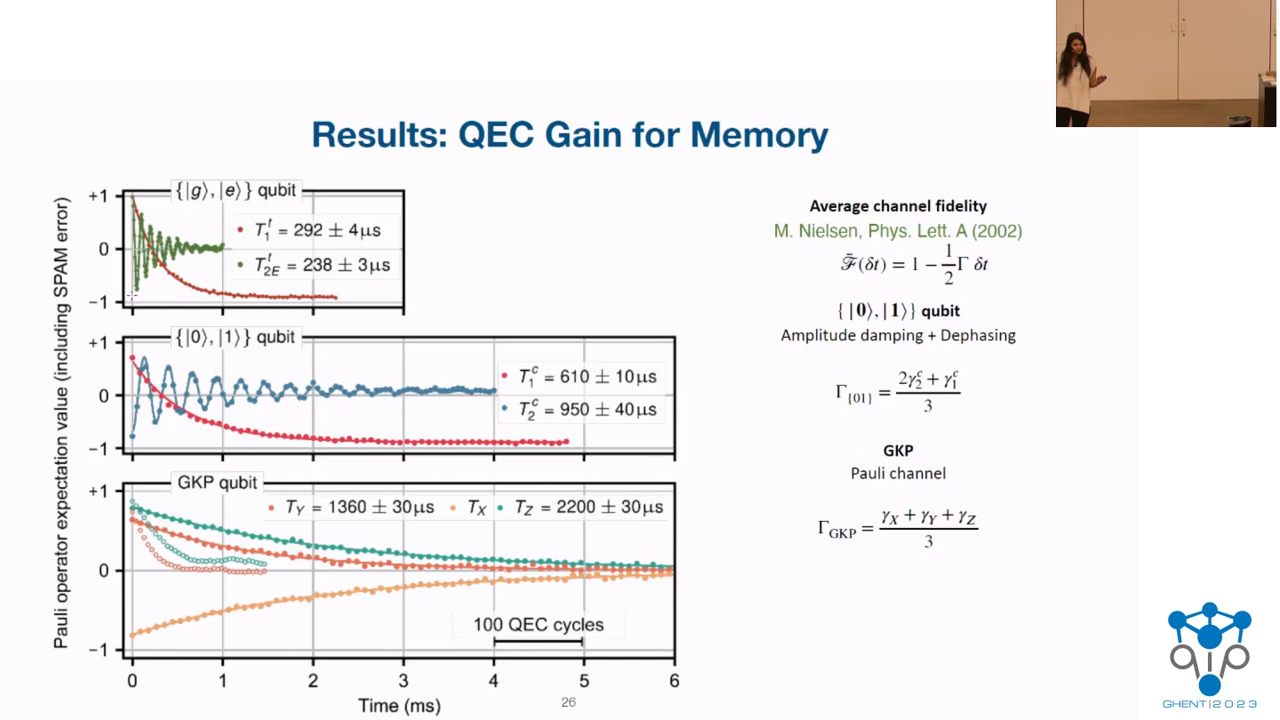 Results: QEC Gain for Memory
Pauli operator expectation value (including SPAM error)
{|g⟩, |e⟩} qubit
+1
0
−1
T₁ᵗ = 292 ± 4μs
T₂Eᵗ = 238 ± 3μs
{|0⟩, |1⟩} qubit
+1
0
−1
T₁ᶜ = 610 ± 10μs
T₂ᶜ = 950 ± 40μs
GKP qubit
+1
0
−1
T_Y = 1360 ± 30μs T_X T_Z = 2200 ± 30μs
100 QEC cycles
0 1 2 3 4 5 6
Time (ms)
Average channel fidelity
M. Nielsen, Phys. Lett. A (2002)
ℱ̄(δt) = 1 − 1/2 Γ δt
{|0⟩, |1⟩} qubit
Amplitude damping + Dephasing
Γ_{01} = (2γ₂ᶜ + γ₁ᶜ)/3
GKP
Pauli channel
Γ_GKP = (γ_X + γ_Y + γ_Z)/3
26
qip
GHENT|2023